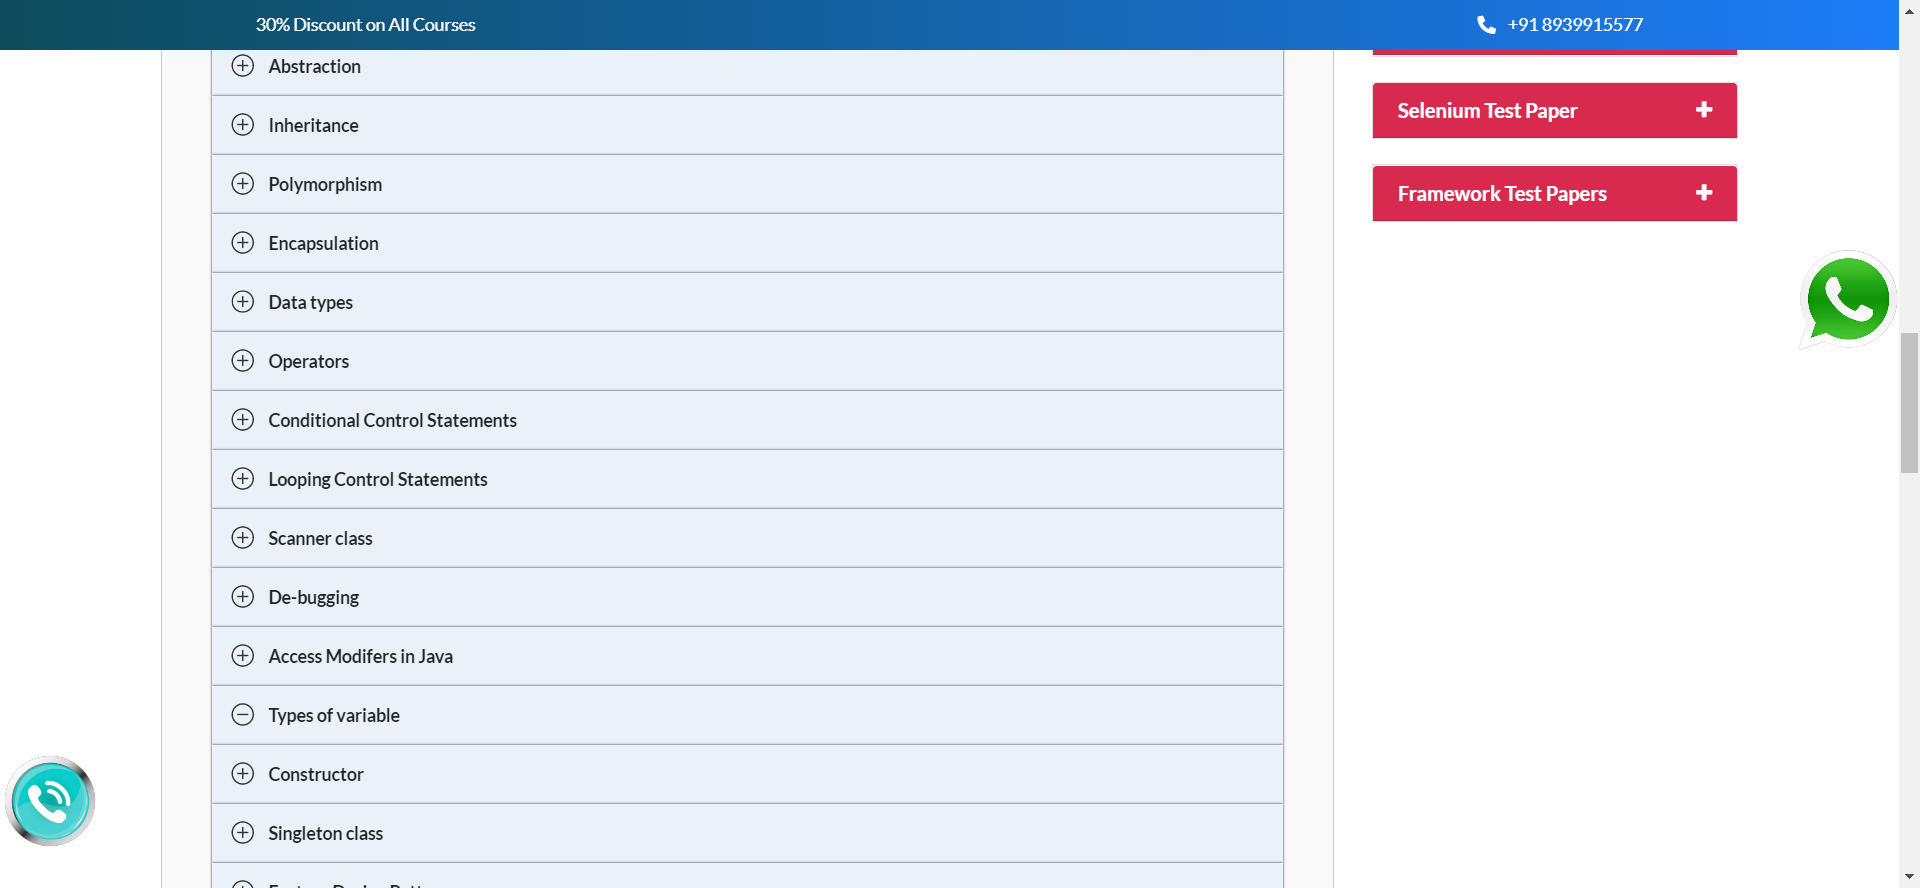 30% Discount on All Courses
+91 8939915577
Abstraction
Inheritance
Polymorphism
Encapsulation
Data types
Operators
Conditional Control Statements
Looping Control Statements
Scanner class
De-bugging
Access Modifers in Java
Types of variable
Constructor
Singleton class
Selenium Test Paper
Framework Test Papers